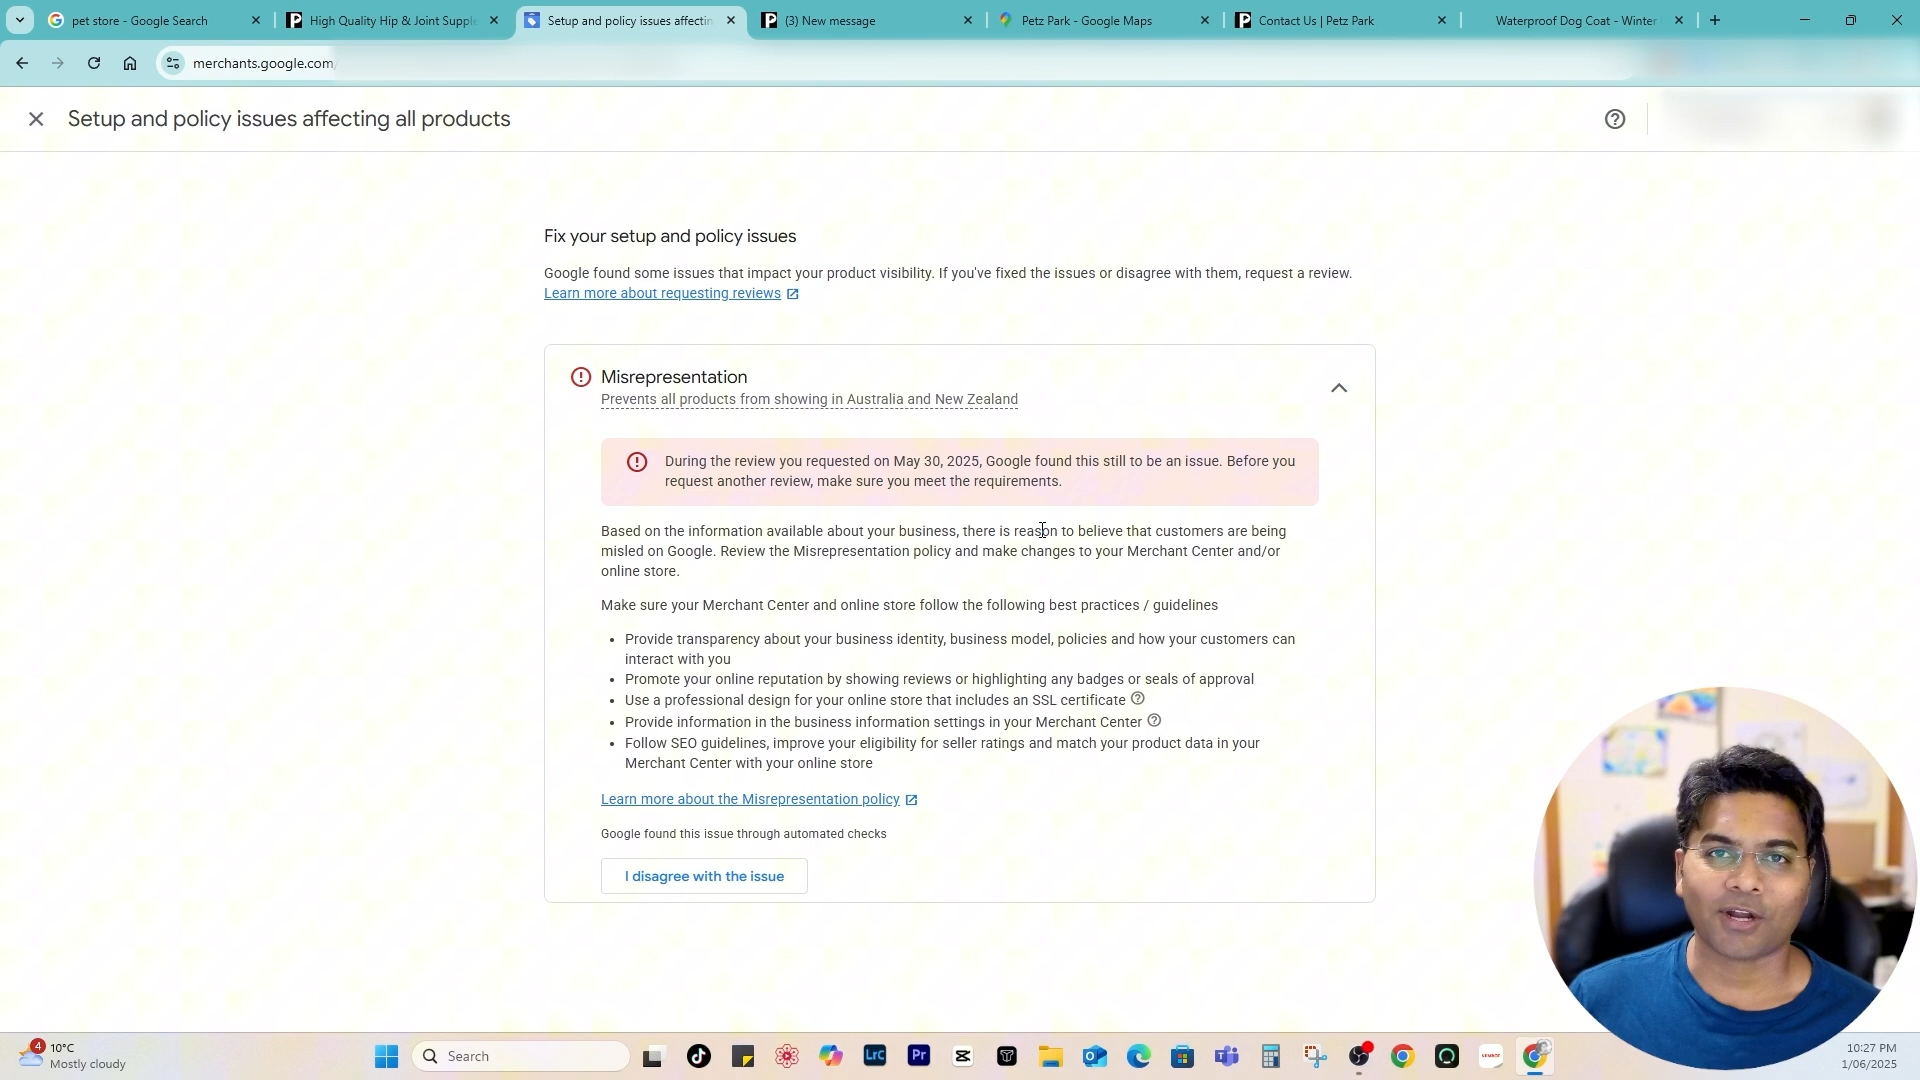 pet store - Google Search
High Quality Hip & Joint Supple
Setup and policy issues affectin
(3) New message
Petz Park - Google Maps
Contact Us | Petz Park
Waterproof Dog Coat - Winter
merchants.google.com/
Setup and policy issues affecting all products
Fix your setup and policy issues
Google found some issues that impact your product visibility. If you've fixed the issues or disagree with them, request a review.
Learn more about requesting reviews
Misrepresentation
Prevents all products from showing in Australia and New Zealand
During the review you requested on May 30, 2025, Google found this still to be an issue. Before you
request another review, make sure you meet the requirements.
Based on the information available about your business, there is reason to believe that customers are being
misled on Google. Review the Misrepresentation policy and make changes to your Merchant Center and/or
online store.
Make sure your Merchant Center and online store follow the following best practices / guidelines
• Provide transparency about your business identity, business model, policies and how your customers can
interact with you
• Promote your online reputation by showing reviews or highlighting any badges or seals of approval
• Use a professional design for your online store that includes an SSL certificate
• Provide information in the business information settings in your Merchant Center
• Follow SEO guidelines, improve your eligibility for seller ratings and match your product data in your
Merchant Center with your online store
Learn more about the Misrepresentation policy
Google found this issue through automated checks
I disagree with the issue
4
10°C
Mostly cloudy
Search
LrC
Pr
10:27 PM
1/06/2025